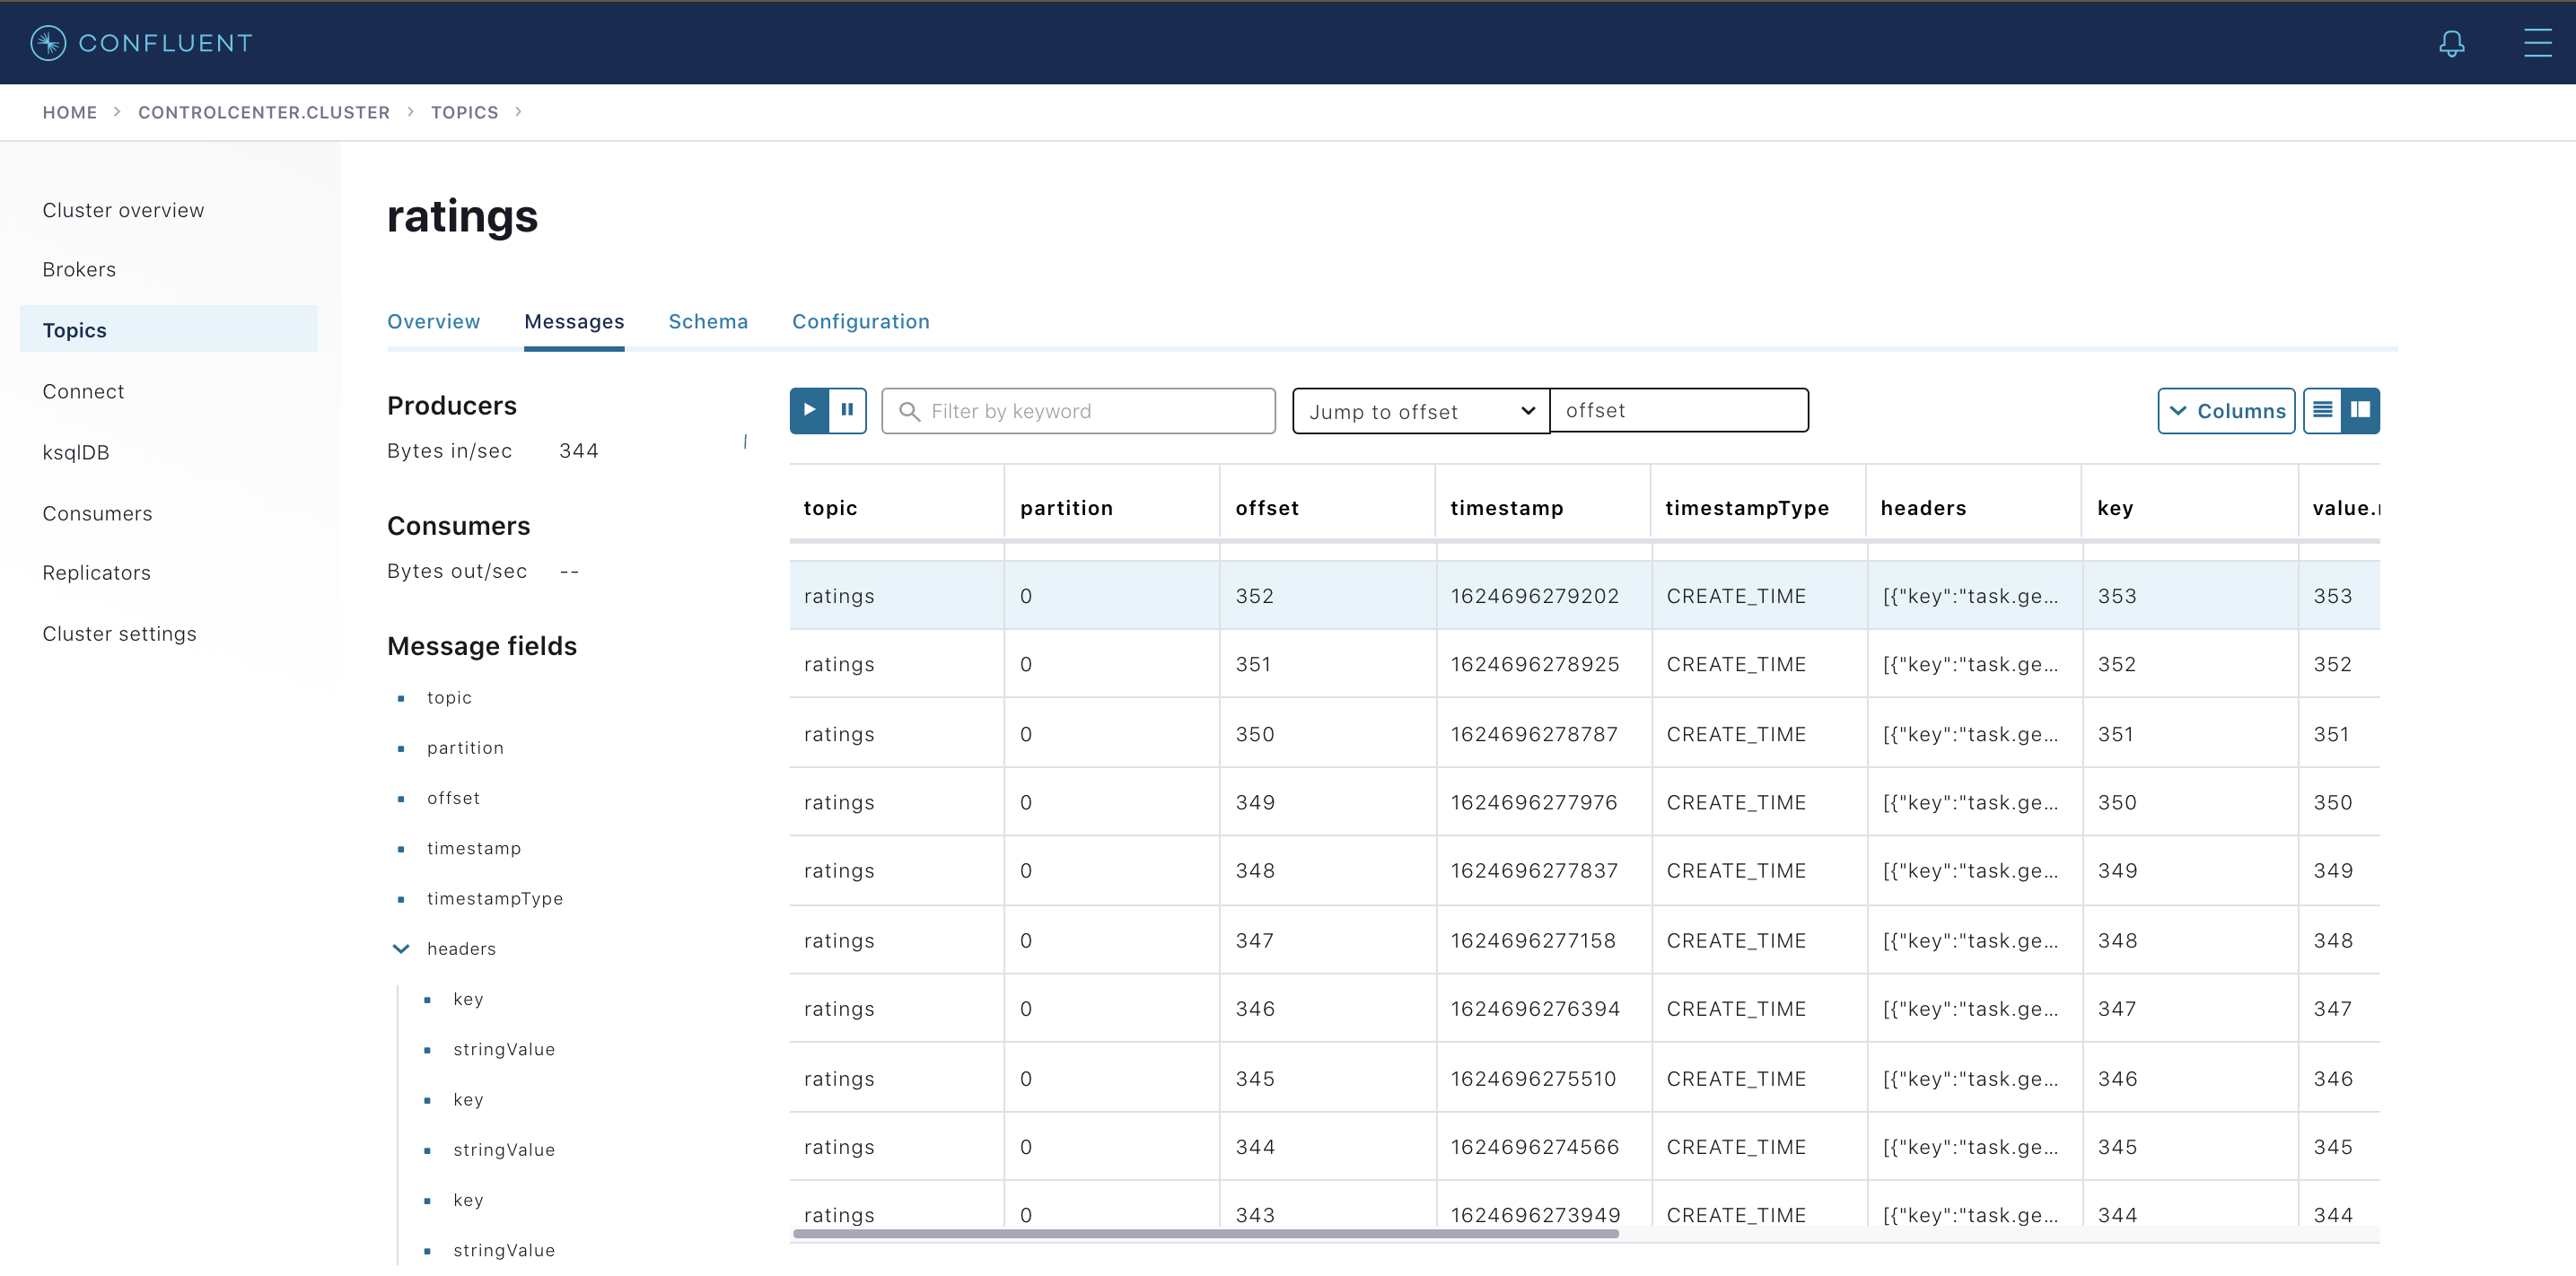 CONFLUENT
HOME > CONTROLCENTER.CLUSTER > TOPICS >
Cluster overview
Brokers
Topics
Connect
ksqlDB
Consumers
Replicators
Cluster settings
ratings
Overview Messages Schema Configuration
Producers
Bytes in/sec 344
Consumers
Bytes out/sec --
Message fields
topic
partition
offset
timestamp
timestampType
headers
key
stringValue
key
stringValue
key
stringValue
Filter by keyword Jump to offset offset Columns
topic partition offset timestamp timestampType headers key
ratings 0 352 1624696279202 CREATE_TIME [{"key":"task.ge... 353 353
ratings 0 351 1624696278925 CREATE_TIME [{"key":"task.ge... 352 352
ratings 0 350 1624696278787 CREATE_TIME [{"key":"task.ge... 351 351
ratings 0 349 1624696277976 CREATE_TIME [{"key":"task.ge... 350 350
ratings 0 348 1624696277837 CREATE_TIME [{"key":"task.ge... 349 349
ratings 0 347 1624696277158 CREATE_TIME [{"key":"task.ge... 348 348
ratings 0 346 1624696276394 CREATE_TIME [{"key":"task.ge... 347 347
ratings 0 345 1624696275510 CREATE_TIME [{"key":"task.ge... 346 346
ratings 0 344 1624696274566 CREATE_TIME [{"key":"task.ge... 345 345
ratings 0 343 1624696273949 CREATE_TIME [{"key":"task.ge... 344 344